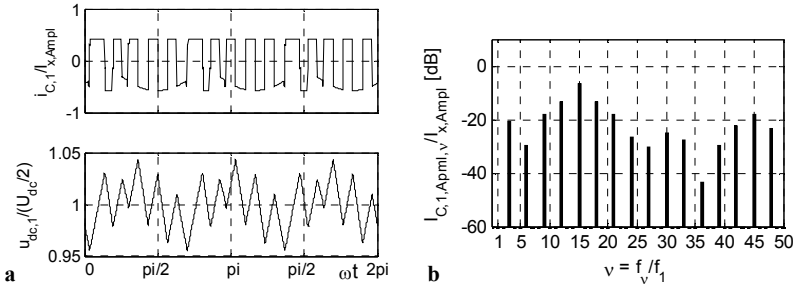 i_C,1/I_x,Ampl
1
0
-1
u_dc,1/(U_dc/2)
1.05
1
0.95
0 pi/2 pi pi/2 ωt 2pi
a
I_C,1,Apml,ν/I_x,Ampl [dB]
0
-20
-40
-60
1 5 10 15 20 25 30 35 40 45 50
ν = f_ν/f_1
b